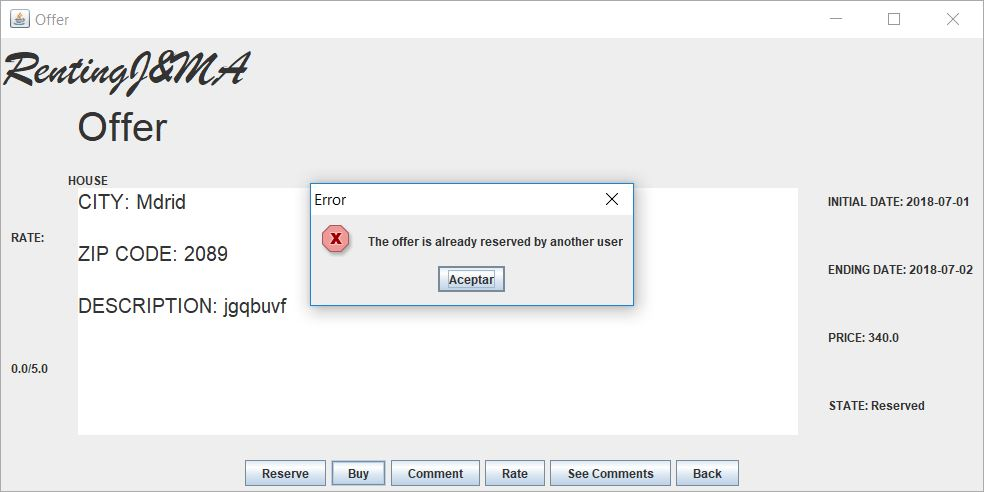 Offer
RentingJ&MA
Offer
HOUSE
CITY: Mdrid
ZIP CODE: 2089
DESCRIPTION: jgqbuvf
RATE:
0.0/5.0
Error
X
The offer is already reserved by another user
Aceptar
INITIAL DATE: 2018-07-01
ENDING DATE: 2018-07-02
PRICE: 340.0
STATE: Reserved
Reserve
Buy
Comment
Rate
See Comments
Back